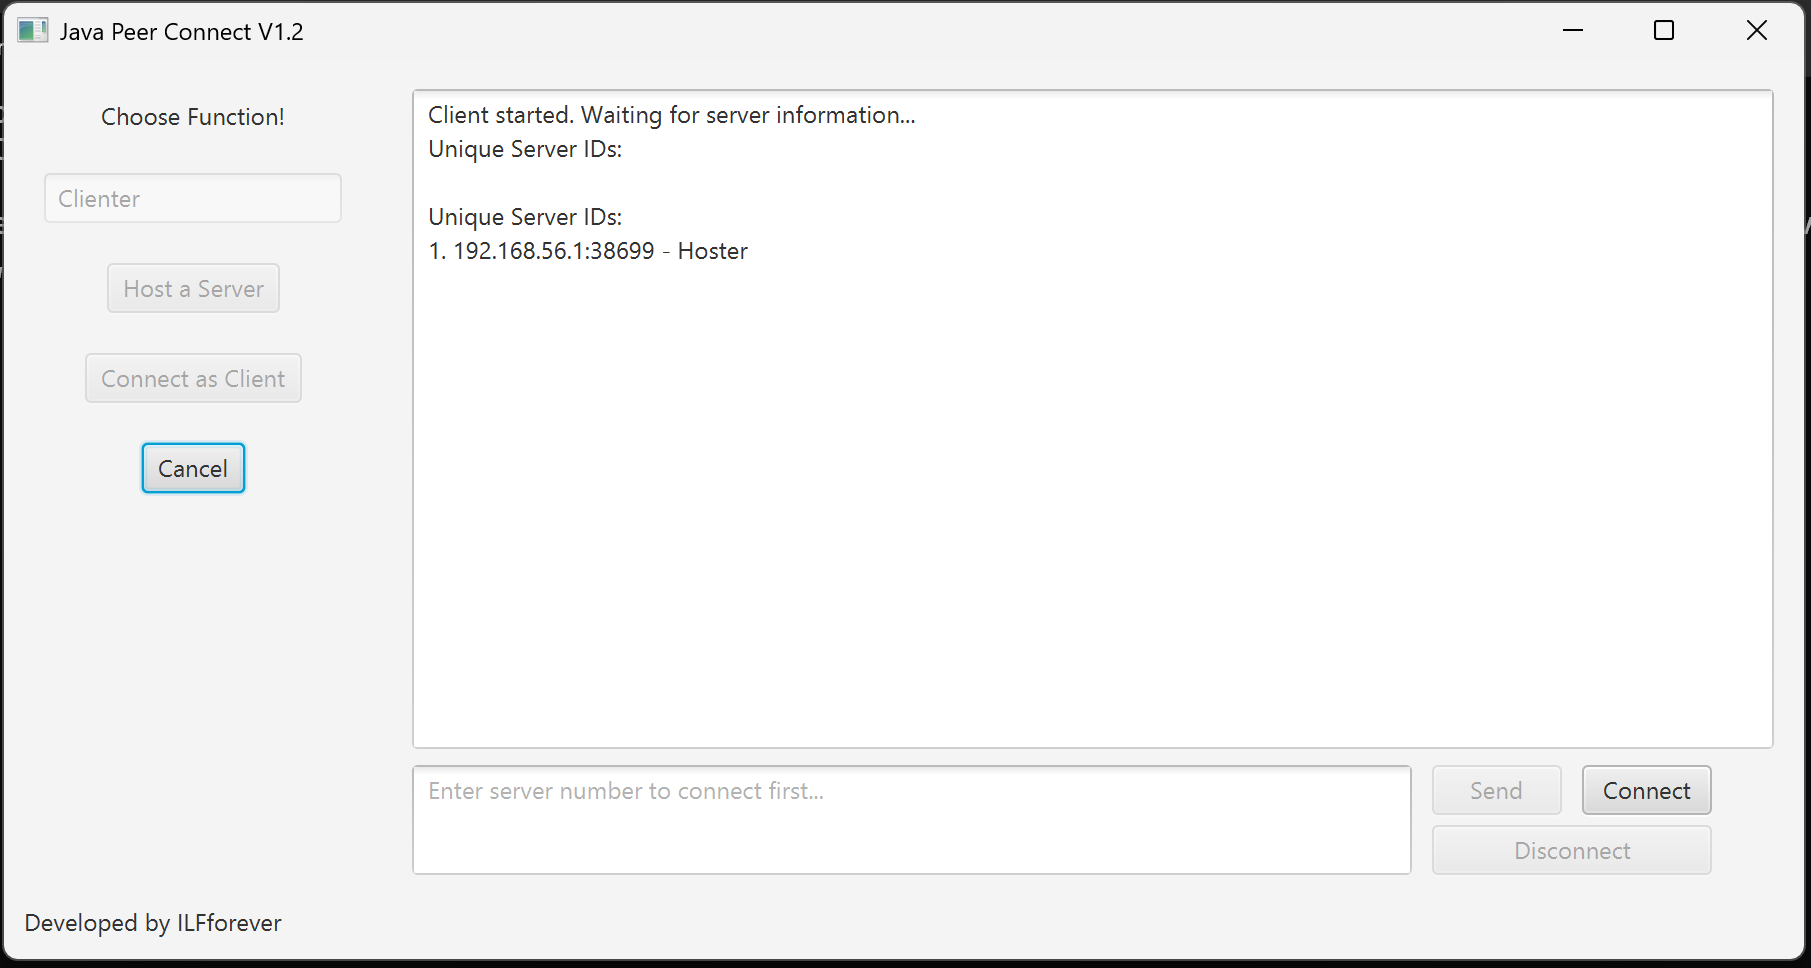 Java Peer Connect V1.2
Choose Function!
Clienter
Host a Server
Connect as Client
Cancel
Client started. Waiting for server information...
Unique Server IDs:
Unique Server IDs:
1. 192.168.56.1:38699 - Hoster
Enter server number to connect first...
Send
Connect
Disconnect
Developed by ILFforever